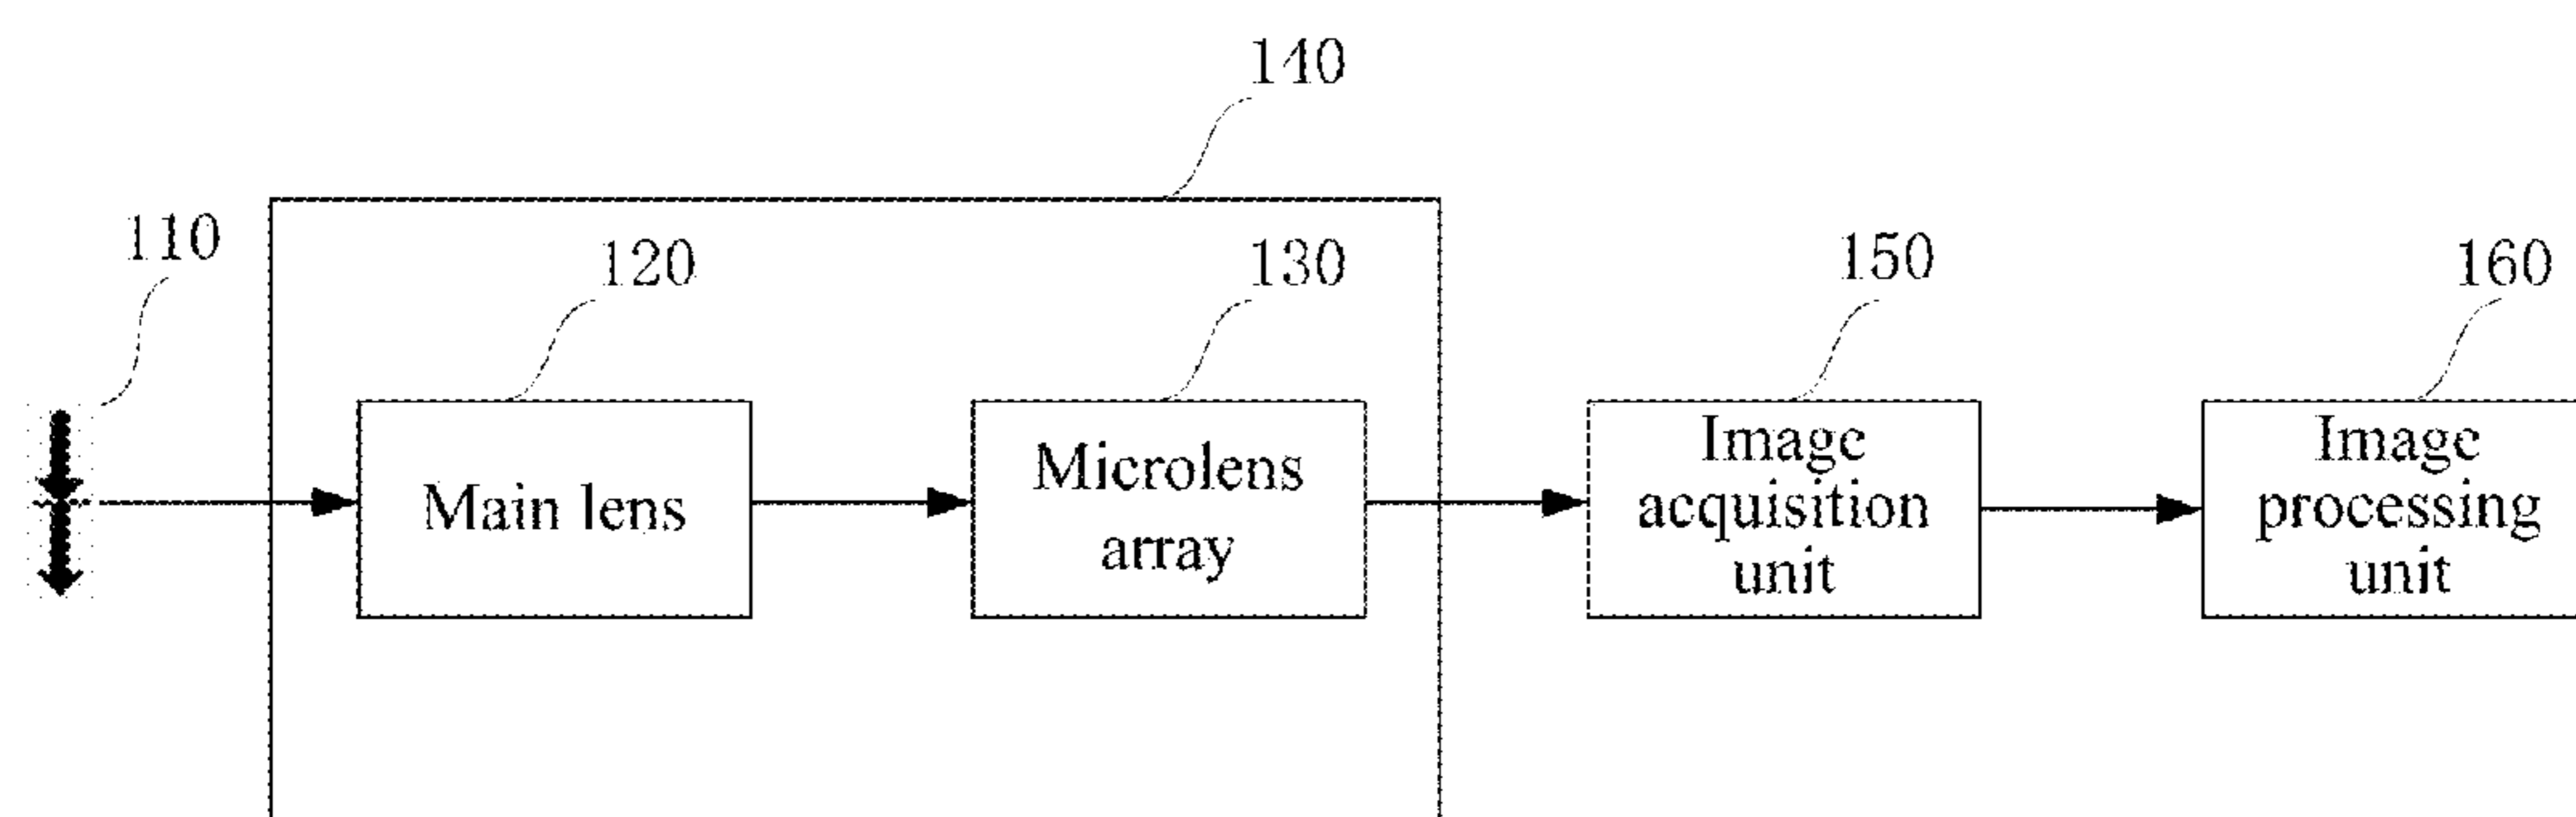 140
110
120
130
150
160
Main lens
Microlens
array
Image
acquisition
unit
Image
processing
unit